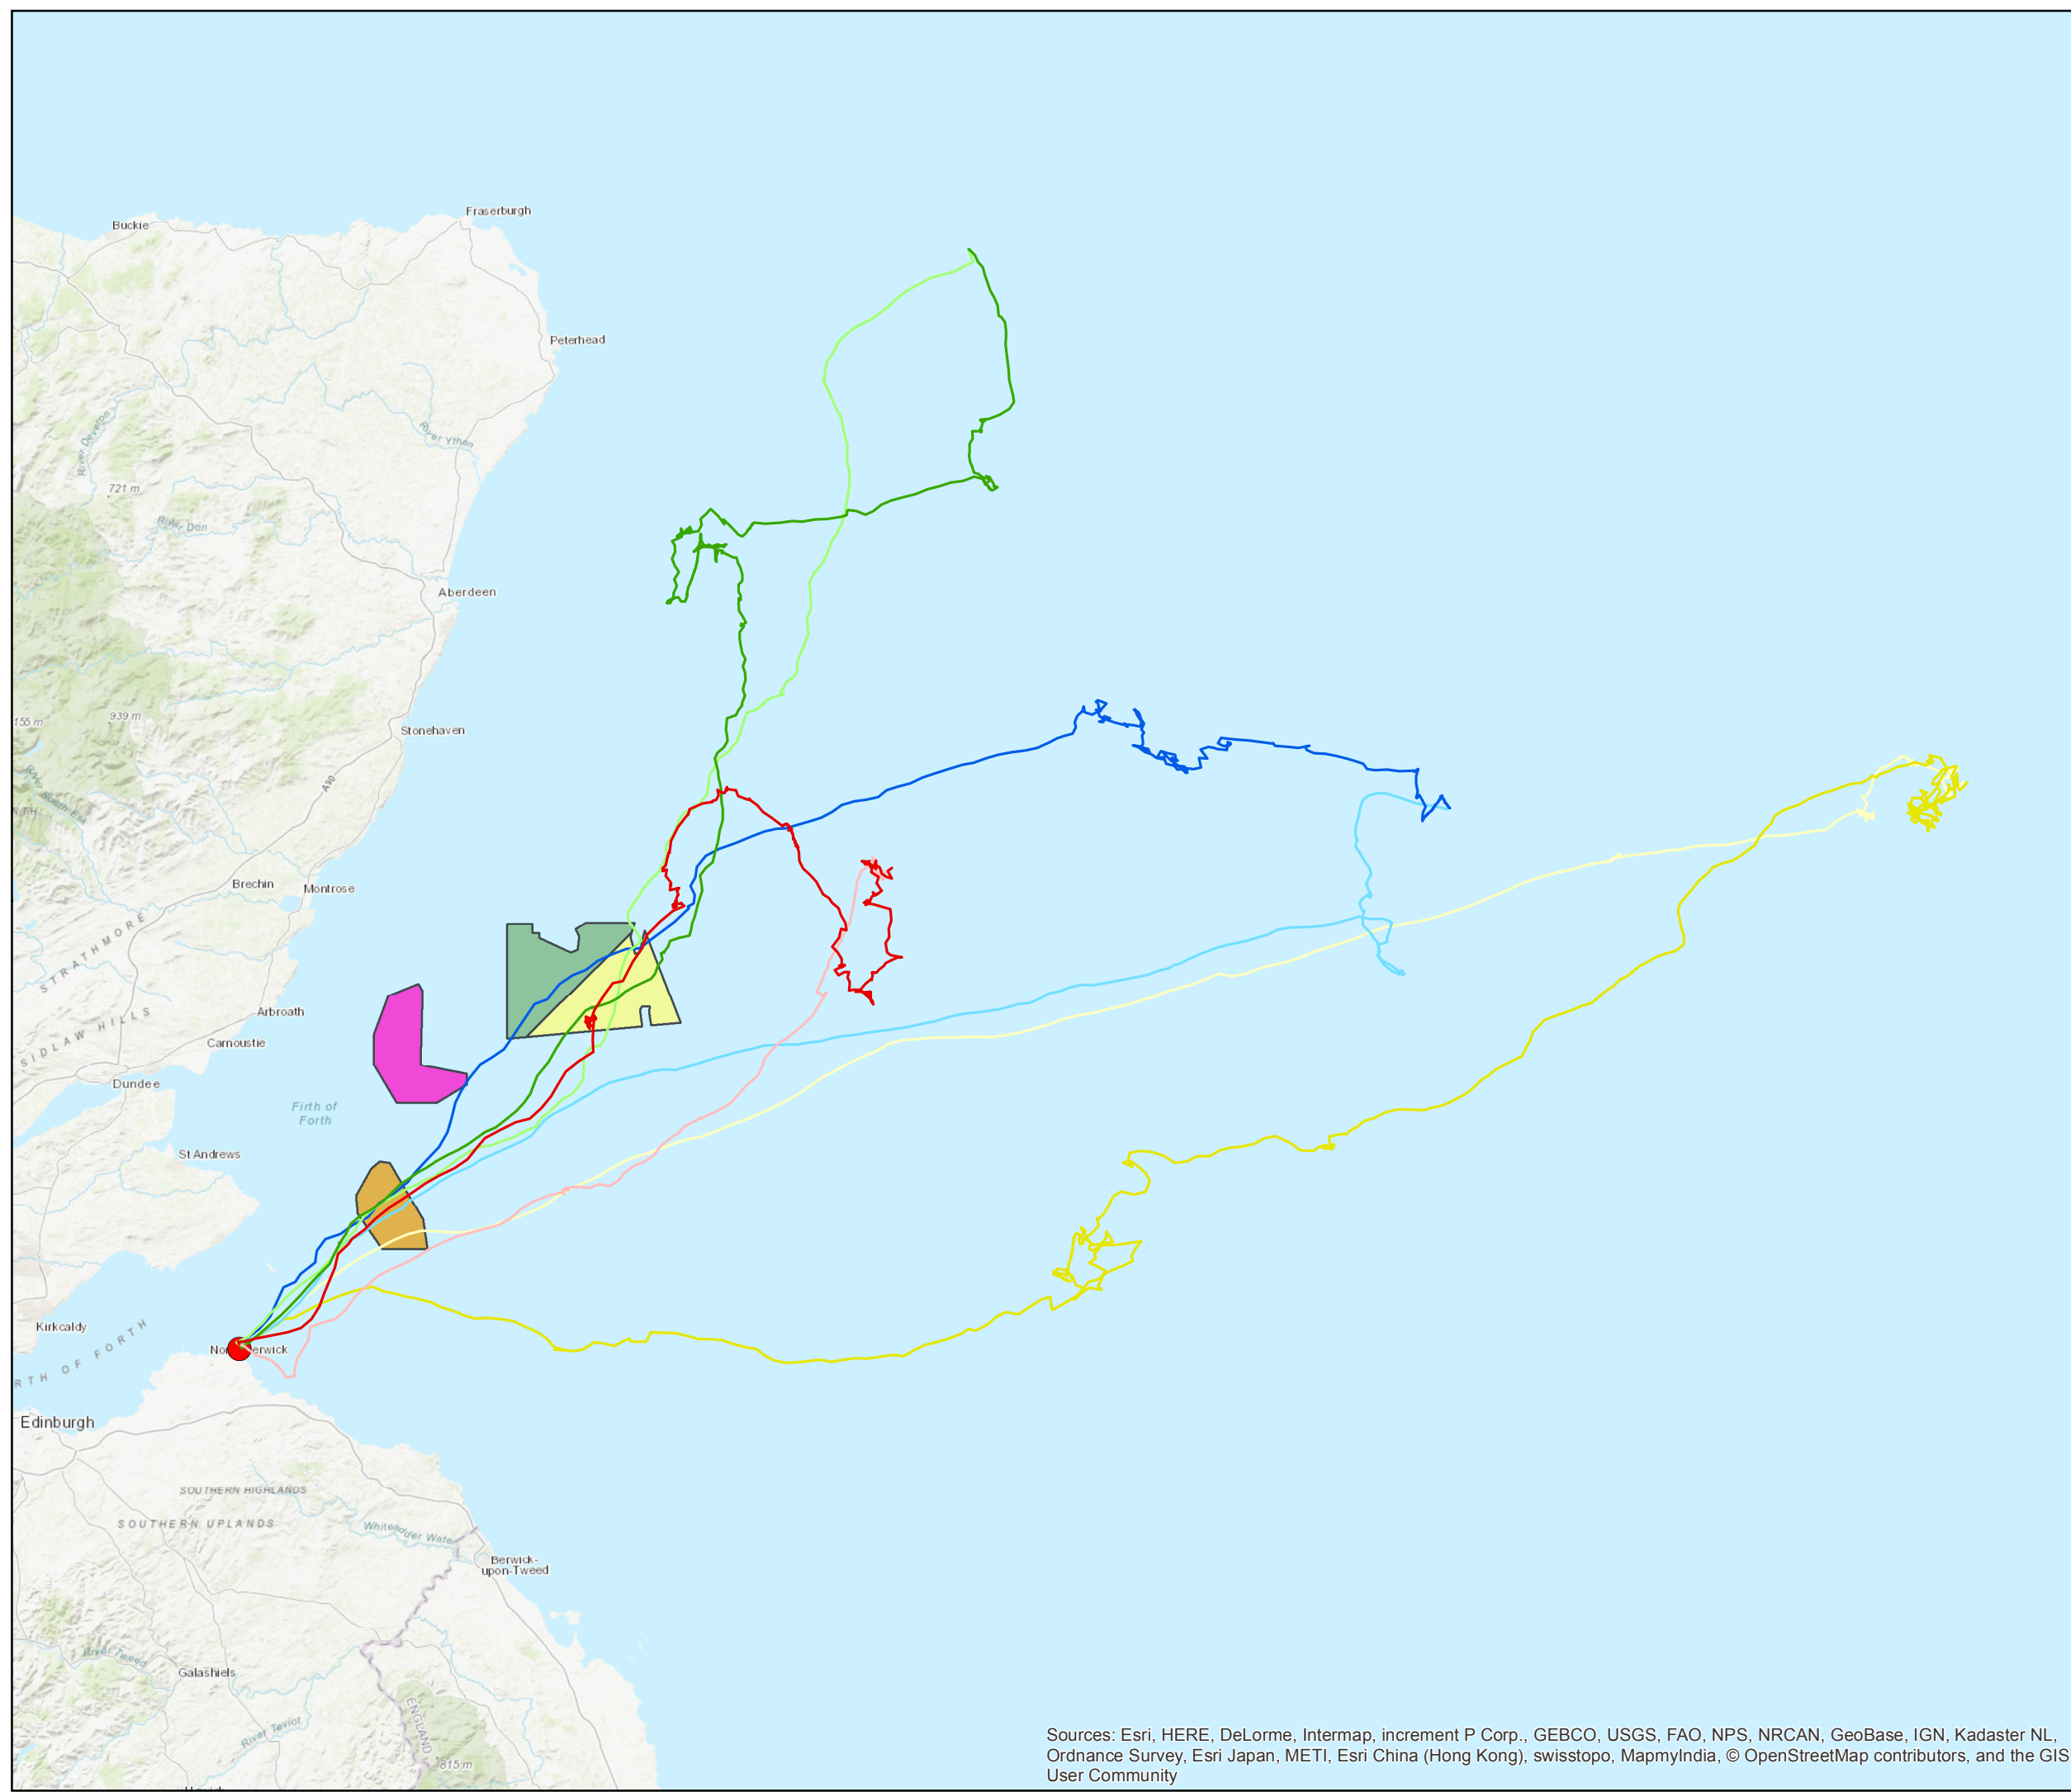 Fraserburgh
Buckie
Peterhead
River Deveron
River Ythan
721 m
River Don
Aberdeen
155 m
939 m
Stonehaven
River South Esk
A90
NTH
Brechin
Montrose
STRATHMORE
SIDLAW HILLS
Arbroath
Carnoustie
Dundee
Firth of
Forth
St Andrews
Kirkcaldy
RTH OF FORTH
Edinburgh
SOUTHERN HIGHLANDS
SOUTHERN UPLANDS
Whiteadder Water
Berwick-
upon-Tweed
River Tweed
Galashiels
River Teviot
ENGLAND
815 m
Sources: Esri, HERE, DeLorme, Intermap, increment P Corp., GEBCO, USGS, FAO, NPS, NRCAN, GeoBase, IGN, Kadaster NL,
Ordnance Survey, Esri Japan, METI, Esri China (Hong Kong), swisstopo, MapmyIndia, © OpenStreetMap contributors, and the GIS
User Community